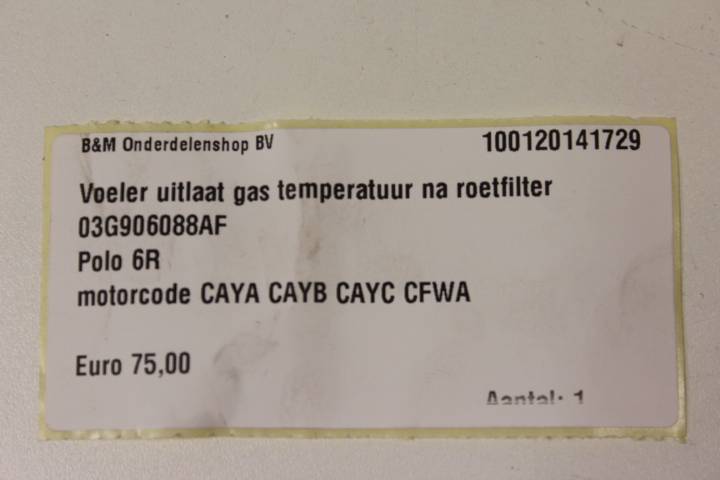 B&M Onderdelenshop BV 100120141729
Voeler uitlaat gas temperatuur na roetfilter
03G906088AF
Polo 6R
motorcode CAYA CAYB CAYC CFWA
Euro 75,00
Aantal: 1